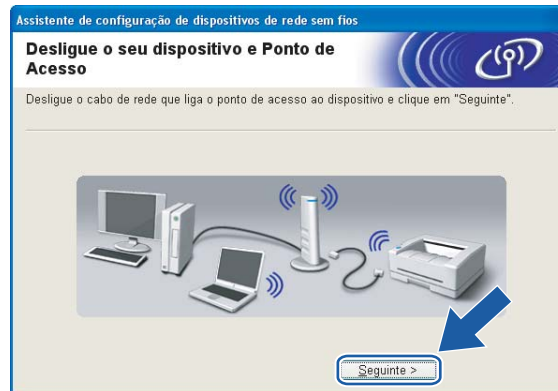 Assistente de configuração de dispositivos de rede sem fios
Desligue o seu dispositivo e Ponto de
Acesso
Desligue o cabo de rede que liga o ponto de acesso ao dispositivo e clique em "Seguinte".
Seguinte >